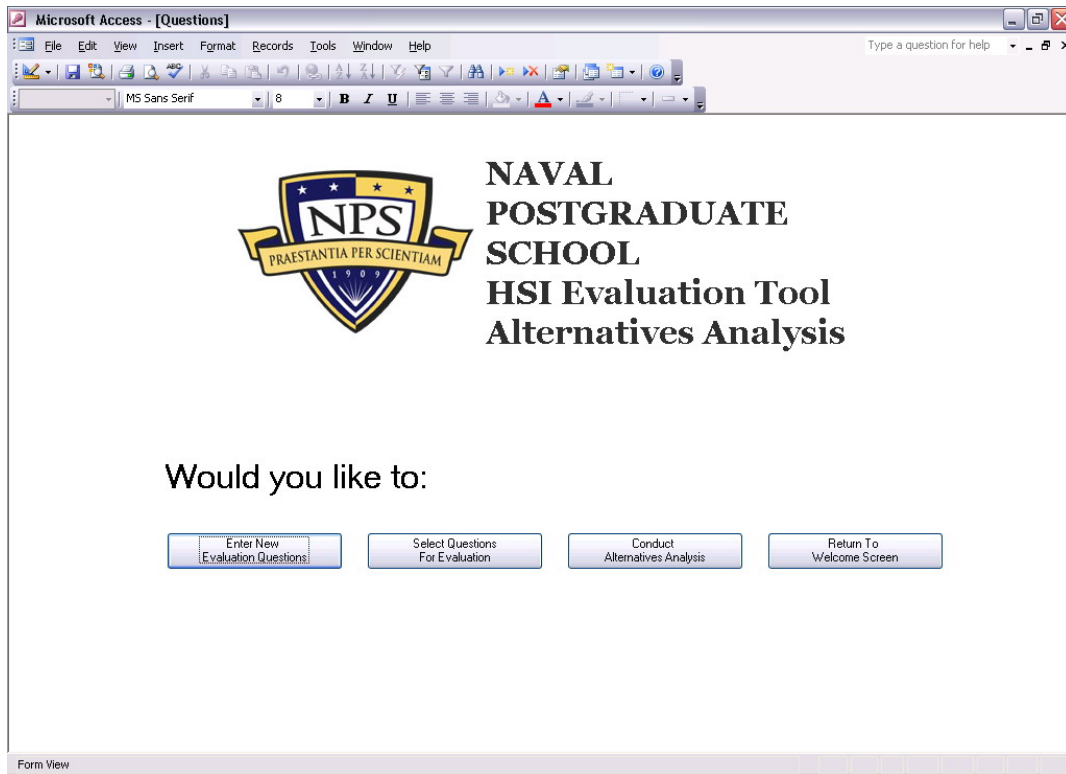 Microsoft Access - [Questions]
File Edit View Insert Format Records Tools Window Help
Type a question for help
MS Sans Serif 8 B I U A
NPS
PRAESTANTIA PER SCIENTIAM
1909
NAVAL
POSTGRADUATE
SCHOOL
HSI Evaluation Tool
Alternatives Analysis
Would you like to:
Enter New
Evaluation Questions
Select Questions
For Evaluation
Conduct
Alternatives Analysis
Return To
Welcome Screen
Form View